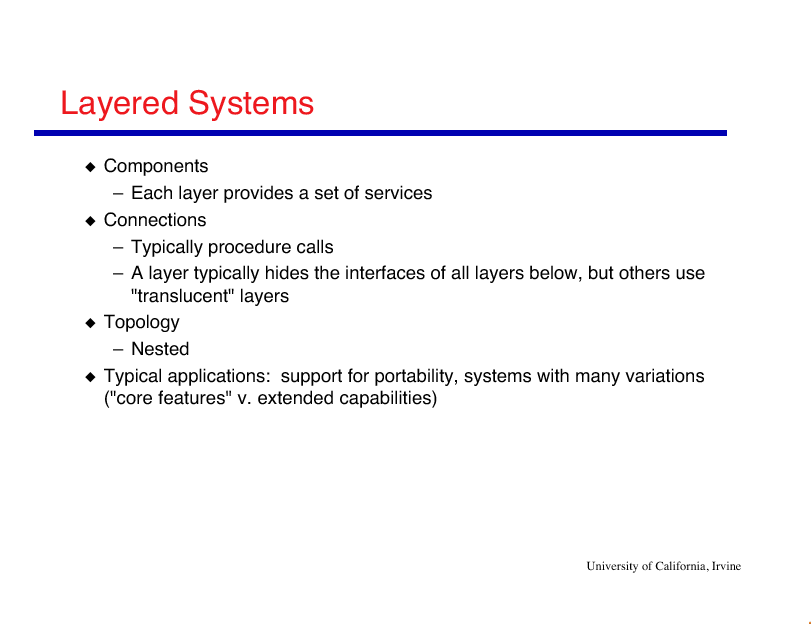 Layered Systems
◆ Components
– Each layer provides a set of services
◆ Connections
– Typically procedure calls
– A layer typically hides the interfaces of all layers below, but others use
"translucent" layers
◆ Topology
– Nested
◆ Typical applications:  support for portability, systems with many variations
("core features" v. extended capabilities)
University of California, Irvine